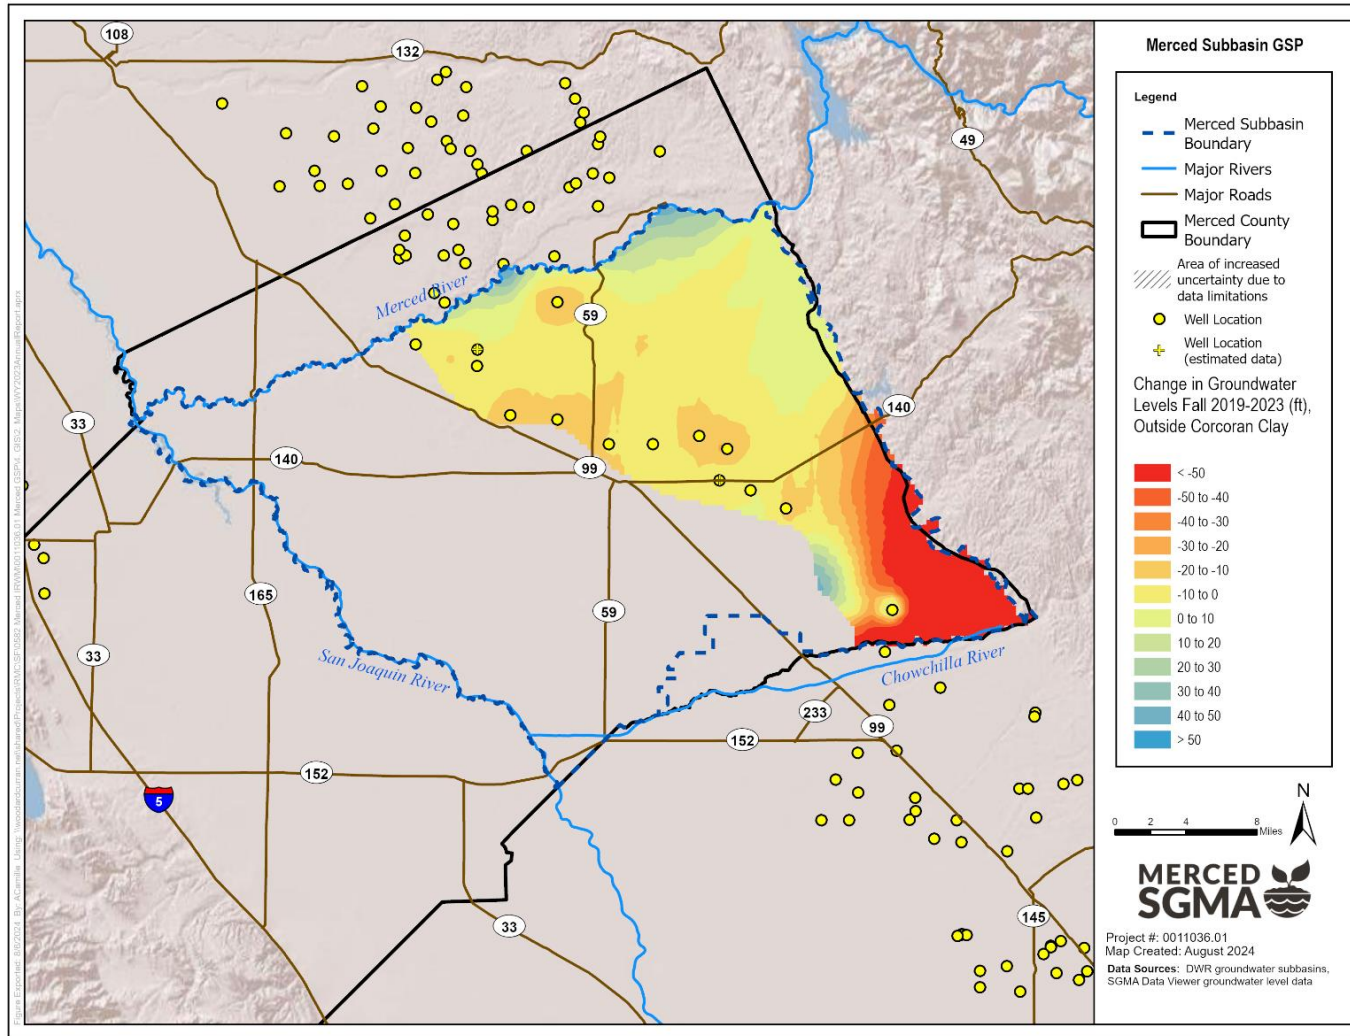 108
132
49
Merced River
59
33
140
140
99
165
59
33
San Joaquin River
Chowchilla River
233
99
152
152
5
33
145
Merced Subbasin GSP
Legend
Merced Subbasin
Boundary
Major Rivers
Major Roads
Merced County
Boundary
Area of increased
uncertainty due to
data limitations
Well Location
Well Location
(estimated data)
Change in Groundwater
Levels Fall 2019-2023 (ft),
Outside Corcoran Clay
< -50
-50 to -40
-40 to -30
-30 to -20
-20 to -10
-10 to 0
0 to 10
10 to 20
20 to 30
30 to 40
40 to 50
> 50
N
0 2 4 8
Miles
MERCED
SGMA
Project #: 0011036.01
Map Created: August 2024
Data Sources: DWR groundwater subbasins,
SGMA Data Viewer groundwater level data